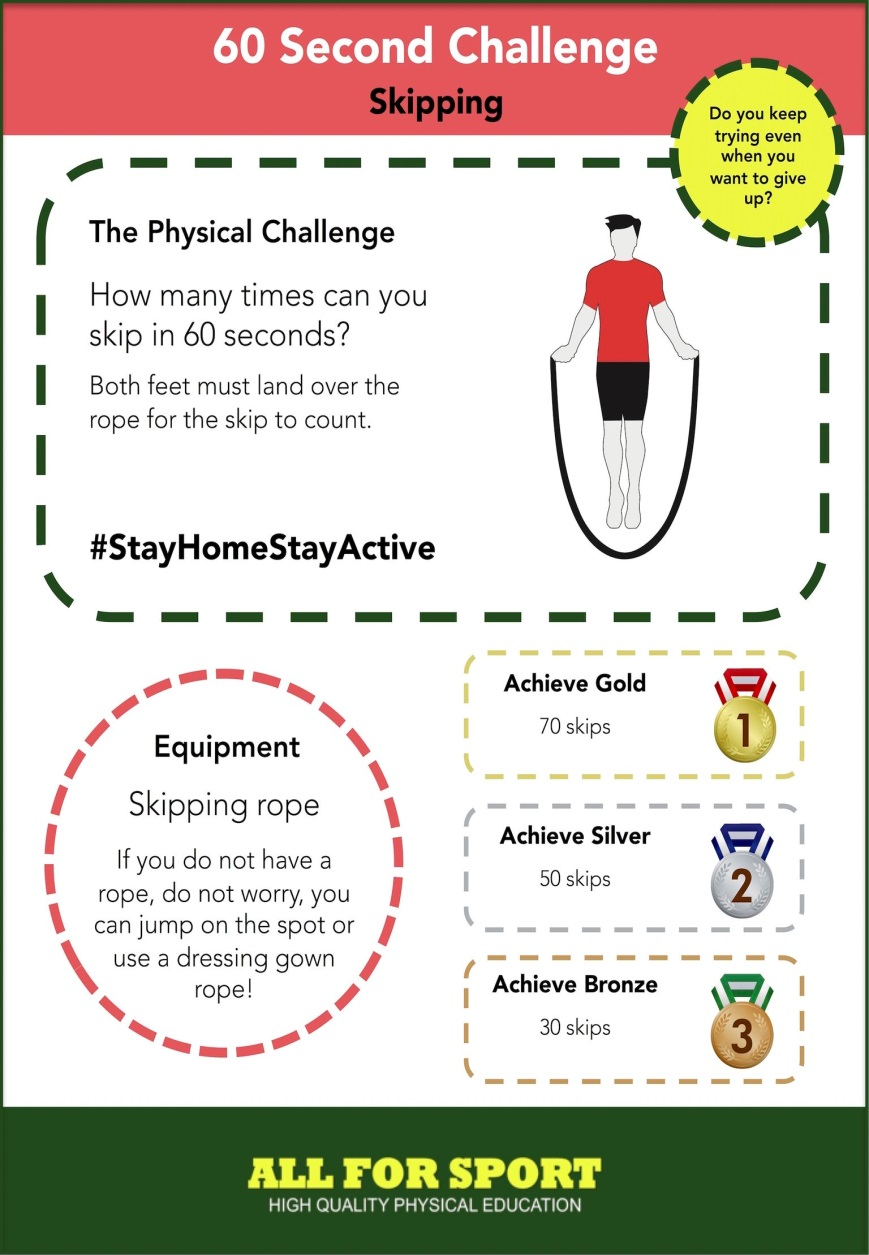 60 Second Challenge
Skipping
Do you keep
trying even
when you
want to give
up?
The Physical Challenge
How many times can you
skip in 60 seconds?
Both feet must land over the
rope for the skip to count.
#StayHomeStayActive
Equipment
Skipping rope
If you do not have a
rope, do not worry, you
can jump on the spot or
use a dressing gown
rope!
Achieve Gold
70 skips
1
Achieve Silver
50 skips
2
Achieve Bronze
30 skips
3
ALL FOR SPORT
HIGH QUALITY PHYSICAL EDUCATION